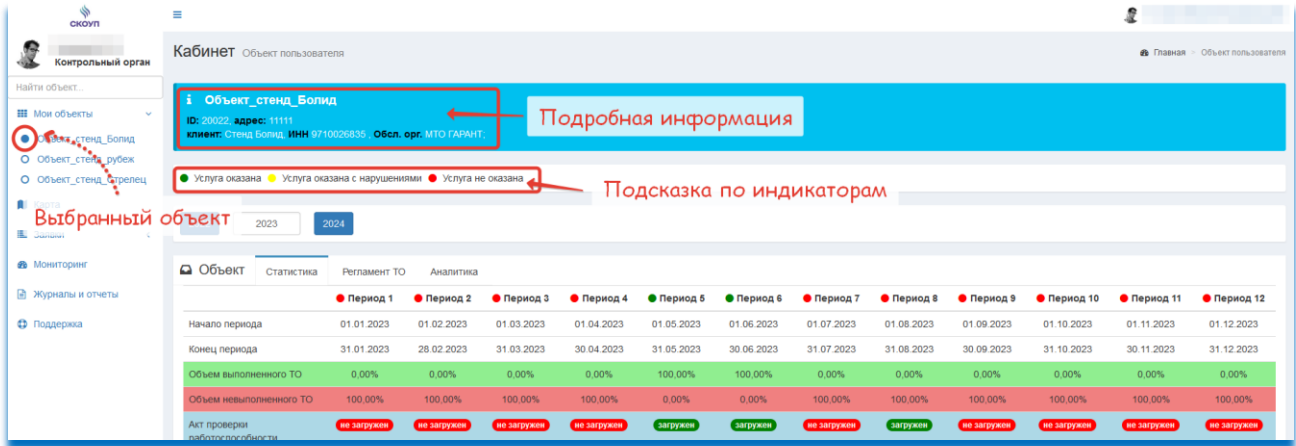 СКОУП
Контрольный орган
Кабинет Объект пользователя
Главная > Объект пользователя
Найти объект...
Мои объекты
Объект_стенд_Болид
Объект_стенд_рубеж
Объект_стенд_Стрелец
Карта
Мониторинг
Журналы и отчеты
Поддержка
Выбранный объект
i Объект_стенд_Болид
ID: 20022, адрес: 11111
клиент: Стенд Болид, ИНН 9710026835 , Обсл. орг. МТО ГАРАНТ;
Подробная информация
Услуга оказана Услуга оказана с нарушениями Услуга не оказана
Подсказка по индикаторам
2023 2024
Объект Статистика Регламент ТО Аналитика
Период 1 Период 2 Период 3 Период 4 Период 5 Период 6 Период 7 Период 8 Период 9 Период 10 Период 11 Период 12
Начало периода 01.01.2023 01.02.2023 01.03.2023 01.04.2023 01.05.2023 01.06.2023 01.07.2023 01.08.2023 01.09.2023 01.10.2023 01.11.2023 01.12.2023
Конец периода 31.01.2023 28.02.2023 31.03.2023 30.04.2023 31.05.2023 30.06.2023 31.07.2023 31.08.2023 30.09.2023 31.10.2023 30.11.2023 31.12.2023
Объем выполненного ТО 0,00% 0,00% 0,00% 0,00% 100,00% 100,00% 0,00% 0,00% 0,00% 0,00% 0,00% 0,00%
Объем невыполненного ТО 100,00% 100,00% 100,00% 100,00% 0,00% 0,00% 100,00% 100,00% 100,00% 100,00% 100,00% 100,00%
Акт проверки не загружен не загружен не загружен не загружен загружен загружен не загружен загружен не загружен не загружен не загружен не загружен
работоспособности